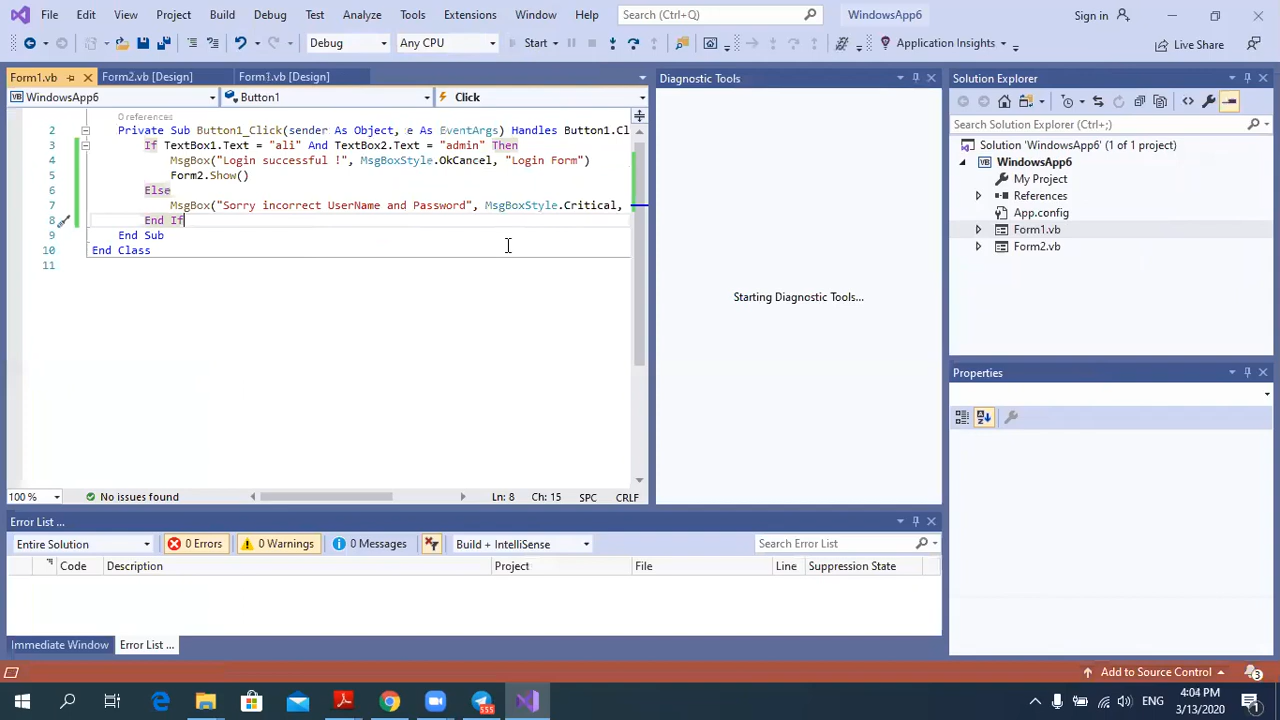 File Edit View Project Build Debug Test Analyze Tools Extensions Window Help Search (Ctrl+Q) WindowsApp6 Sign in
Debug Any CPU Start Application Insights Live Share
Form1.vb Form2.vb [Design] Form1.vb [Design]
WindowsApp6 Button1 Click
0 references
2 Private Sub Button1_Click(sender As Object, e As EventArgs) Handles Button1.Cl
3 If TextBox1.Text = "ali" And TextBox2.Text = "admin" Then
4 MsgBox("Login successful !", MsgBoxStyle.OkCancel, "Login Form")
5 Form2.Show()
6 Else
7 MsgBox("Sorry incorrect UserName and Password", MsgBoxStyle.Critical,
8 End If
9 End Sub
10 End Class
11
100 % No issues found Ln: 8 Ch: 15 SPC CRLF
Diagnostic Tools
Starting Diagnostic Tools...
Solution Explorer
Search Solution Explorer (Ctrl+;)
Solution 'WindowsApp6' (1 of 1 project)
WindowsApp6
My Project
References
App.config
Form1.vb
Form2.vb
Properties
Error List ...
Entire Solution 0 Errors 0 Warnings 0 Messages Build + IntelliSense Search Error List
Code Description Project File Line Suppression State
Immediate Window Error List ...
Add to Source Control 3
555 ENG 4:04 PM
3/13/2020 1